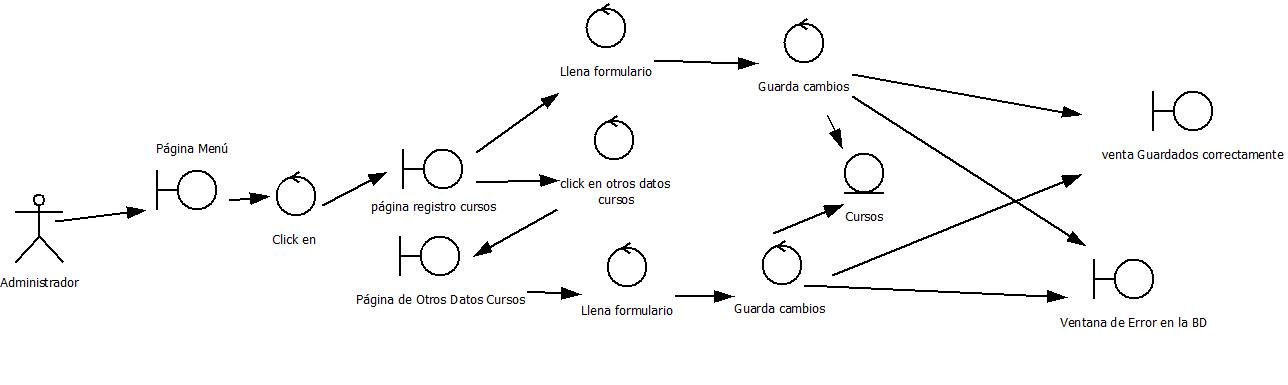 Llena formulario
Guarda cambios
Página Menú
venta Guardados correctamente
click en otros datos
cursos
página registro cursos
Cursos
Click en
Administrador
Página de Otros Datos Cursos
Llena formulario
Guarda cambios
Ventana de Error en la BD